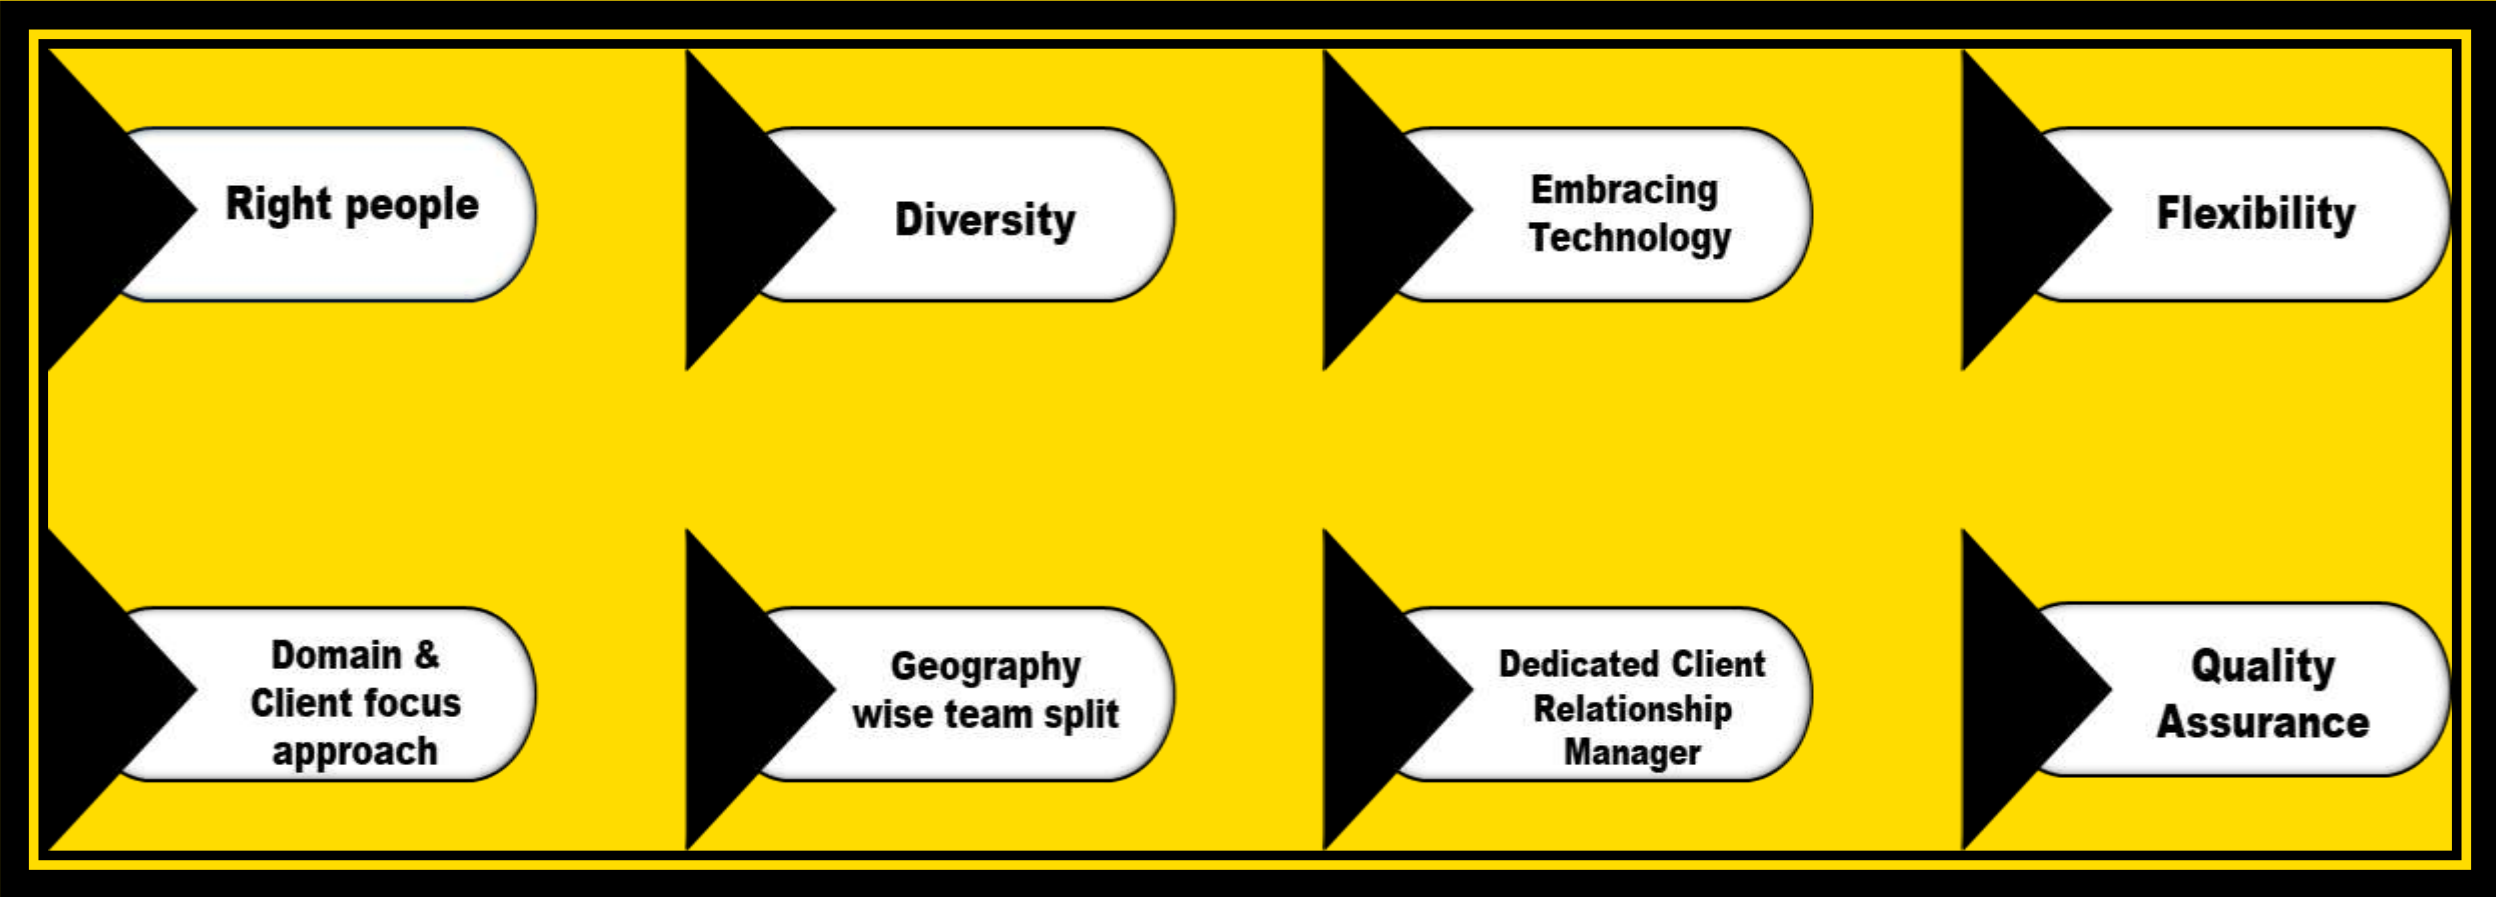 Right people
Diversity
Embracing
Technology
Flexibility
Domain &
Client focus
approach
Geography
wise team split
Dedicated Client
Relationship
Manager
Quality
Assurance